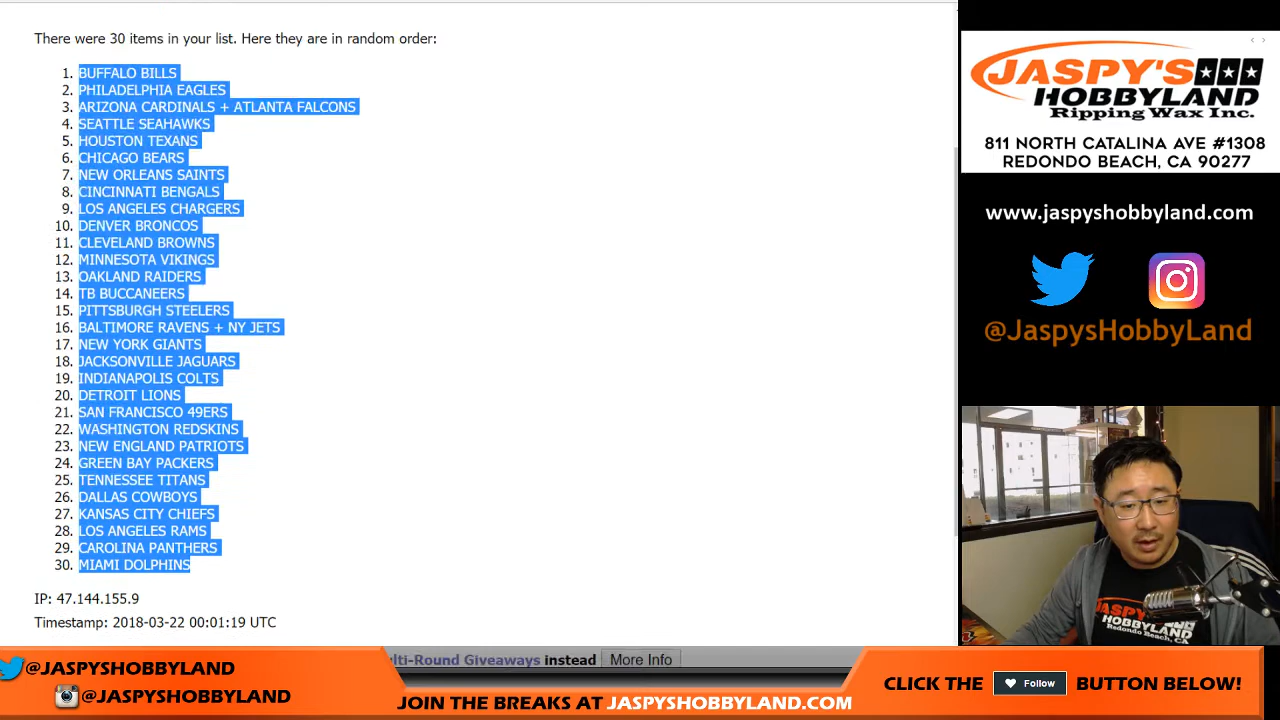 There were 30 items in your list. Here they are in random order:
1. BUFFALO BILLS
2. PHILADELPHIA EAGLES
3. ARIZONA CARDINALS + ATLANTA FALCONS
4. SEATTLE SEAHAWKS
5. HOUSTON TEXANS
6. CHICAGO BEARS
7. NEW ORLEANS SAINTS
8. CINCINNATI BENGALS
9. LOS ANGELES CHARGERS
10. DENVER BRONCOS
11. CLEVELAND BROWNS
12. MINNESOTA VIKINGS
13. OAKLAND RAIDERS
14. TB BUCCANEERS
15. PITTSBURGH STEELERS
16. BALTIMORE RAVENS + NY JETS
17. NEW YORK GIANTS
18. JACKSONVILLE JAGUARS
19. INDIANAPOLIS COLTS
20. DETROIT LIONS
21. SAN FRANCISCO 49ERS
22. WASHINGTON REDSKINS
23. NEW ENGLAND PATRIOTS
24. GREEN BAY PACKERS
25. TENNESSEE TITANS
26. DALLAS COWBOYS
27. KANSAS CITY CHIEFS
28. LOS ANGELES RAMS
29. CAROLINA PANTHERS
30. MIAMI DOLPHINS
IP: 47.144.155.9
Timestamp: 2018-03-22 00:01:19 UTC
lti-Round Giveaways instead More Info
JASPY'S
HOBBYLAND
Ripping Wax Inc.
811 NORTH CATALINA AVE #1308
REDONDO BEACH, CA 90277
www.jaspyshobbyland.com
@JaspysHobbyLand
JASPY'S
HOBBYLAND
Redondo Beach, CA
@JASPYSHOBBYLAND
@JASPYSHOBBYLAND
JOIN THE BREAKS AT JASPYSHOBBYLAND.COM
CLICK THE Follow BUTTON BELOW!